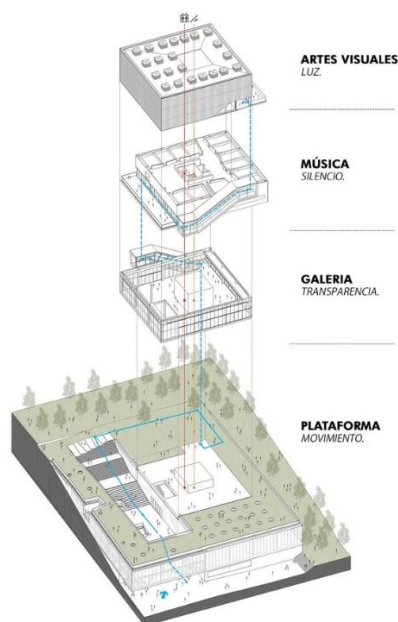 ARTES VISUALES
LUZ.
MÚSICA
SILENCIO.
GALERIA
TRANSPARENCIA.
PLATAFORMA
MOVIMIENTO.